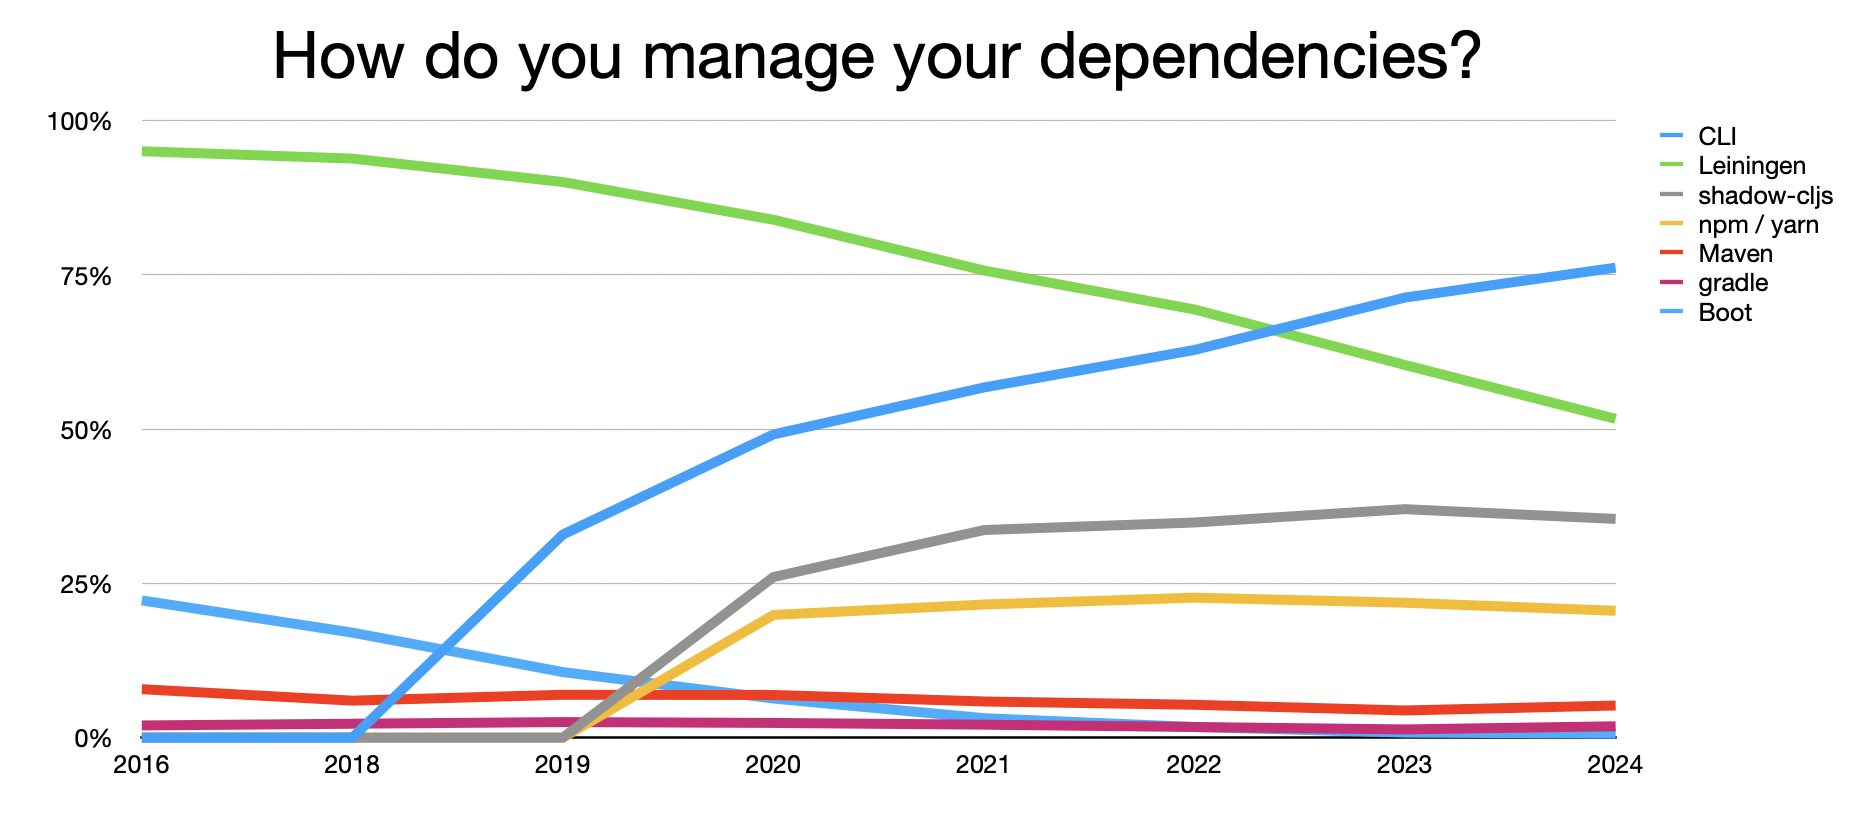 How do you manage your dependencies?
100%
75%
50%
25%
0%
2016 2018 2019 2020 2021 2022 2023 2024
CLI
Leiningen
shadow-cljs
npm / yarn
Maven
gradle
Boot